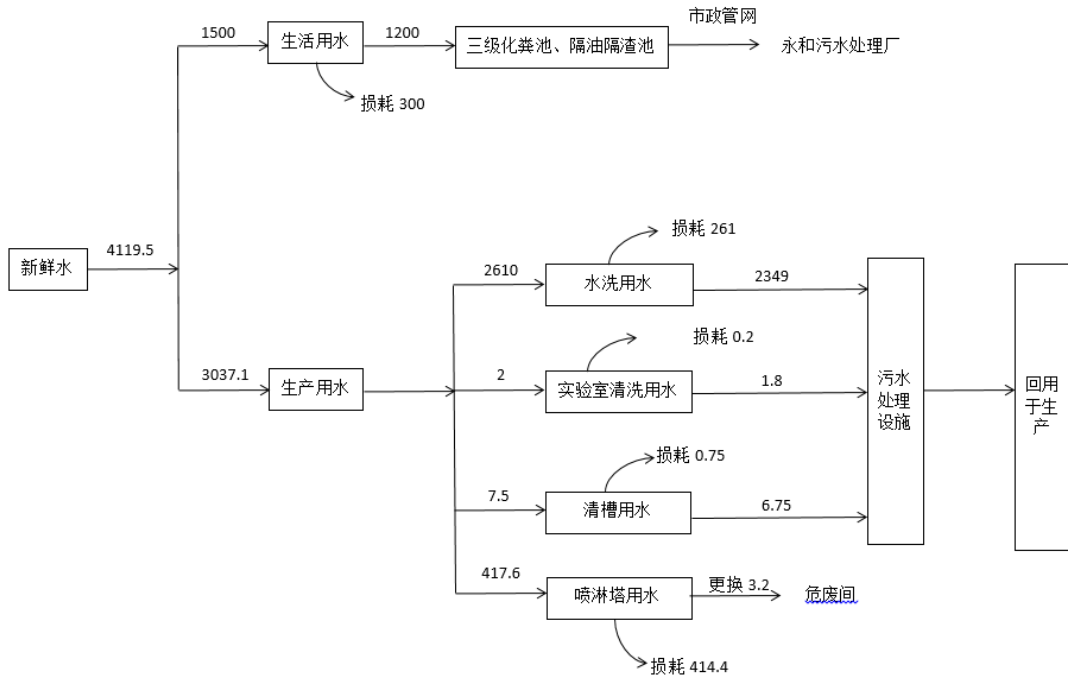 市政管网
1500
生活用水
1200
三级化粪池、隔油隔渣池
永和污水处理厂
损耗 300
新鲜水
4119.5
3037.1
生产用水
损耗 261
2610
水洗用水
2349
损耗 0.2
2
实验室清洗用水
1.8
损耗 0.75
7.5
清槽用水
6.75
417.6
喷淋塔用水
更换 3.2
危废间
损耗 414.4
污水
处理
设施
回用
于生
产